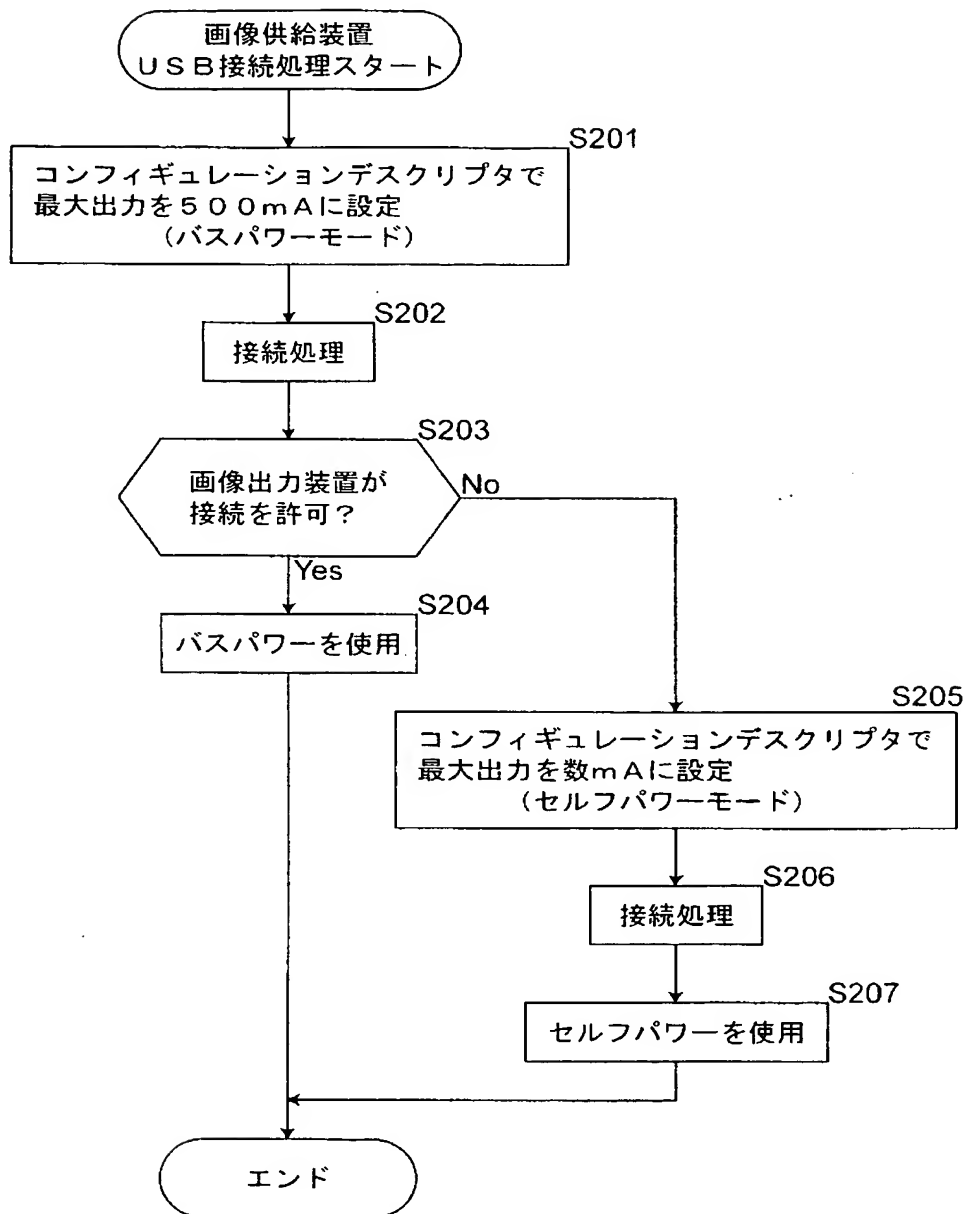 画像供給装置
ＵＳＢ接続処理スタート
S201
コンフィギュレーションデスクリプタで
最大出力を５００ｍＡに設定
（バスパワーモード）
S202
接続処理
S203
画像出力装置が
接続を許可？
No
Yes
S204
バスパワーを使用
S205
コンフィギュレーションデスクリプタで
最大出力を数ｍＡに設定
（セルフパワーモード）
S206
接続処理
S207
セルフパワーを使用
エンド